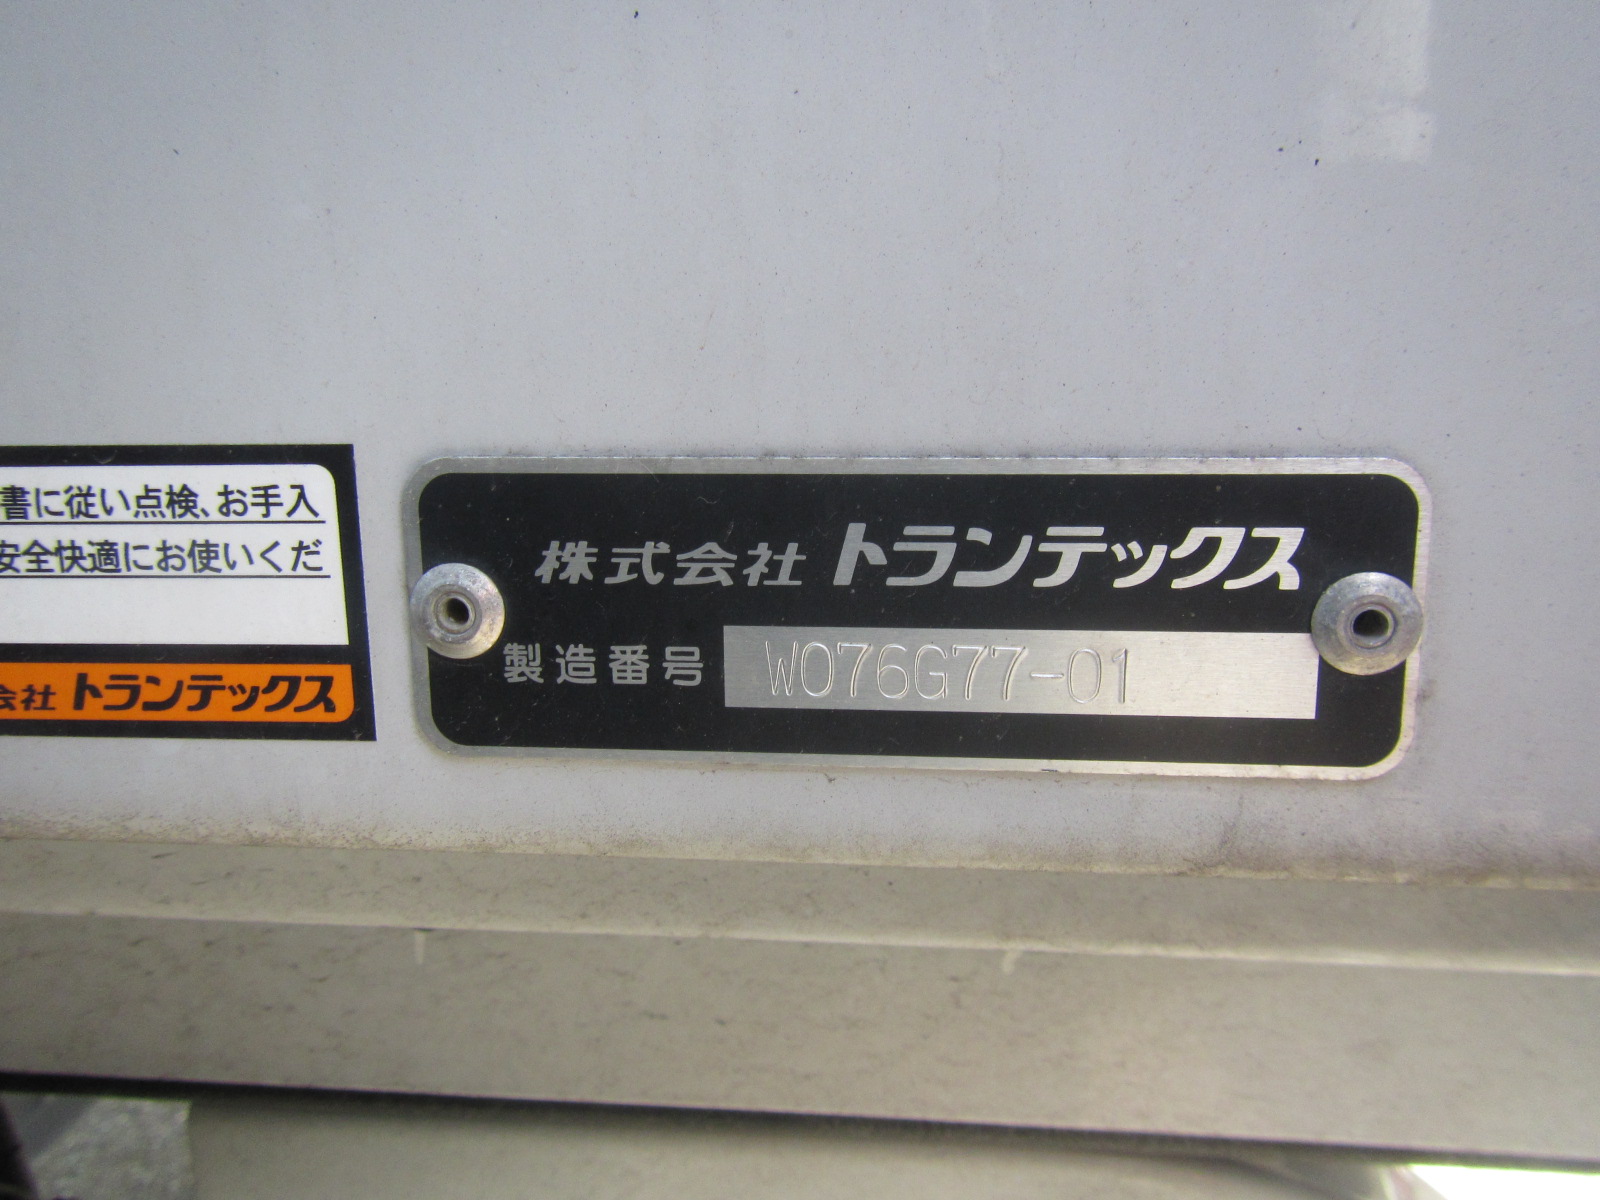 書に従い点検、お手入
安全快適にお使いくだ
会社 トランテックス
株式会社 トランテックス
製造番号 W076G77-01